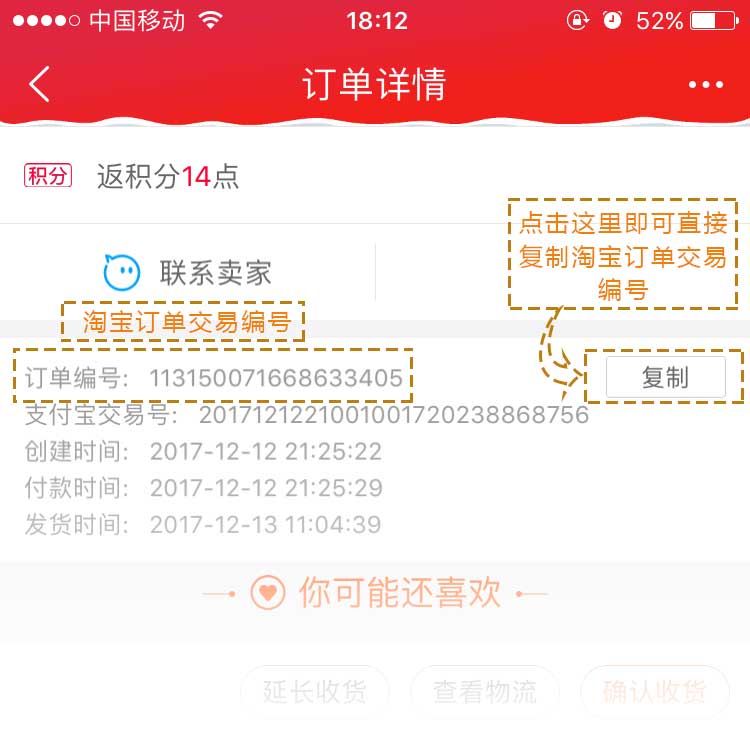 中国移动 18:12 52%
订单详情
积分 返积分14点
点击这里即可直接
复制淘宝订单交易
编号
联系卖家
淘宝订单交易编号
订单编号: 113150071668633405 复制
支付宝交易号: 2017121221001001720238868756
创建时间: 2017-12-12 21:25:22
付款时间: 2017-12-12 21:25:29
发货时间: 2017-12-13 11:04:39
你可能还喜欢
延长收货 查看物流 确认收货